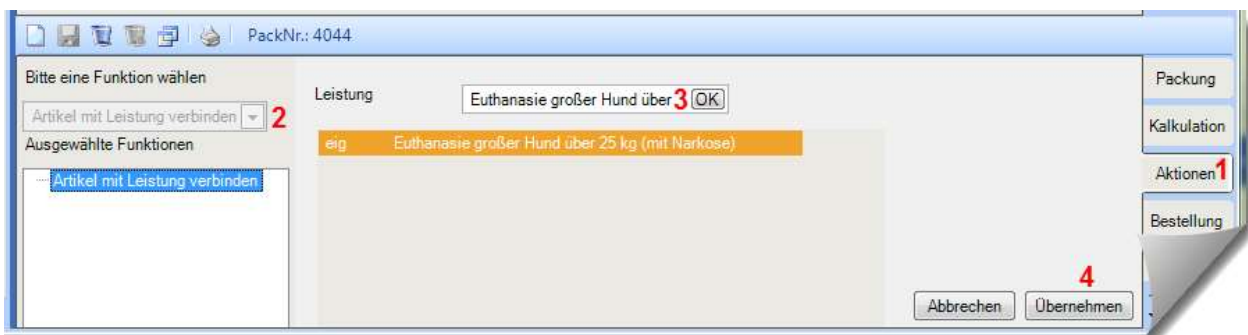 PackNr.: 4044
Bitte eine Funktion wählen
Artikel mit Leistung verbinden 2
Ausgewählte Funktionen
Artikel mit Leistung verbinden
Leistung Euthanasie großer Hund über 3 OK
eig Euthanasie großer Hund über 25 kg (mit Narkose)
4
Abbrechen Übernehmen
Packung
Kalkulation
Aktionen 1
Bestellung